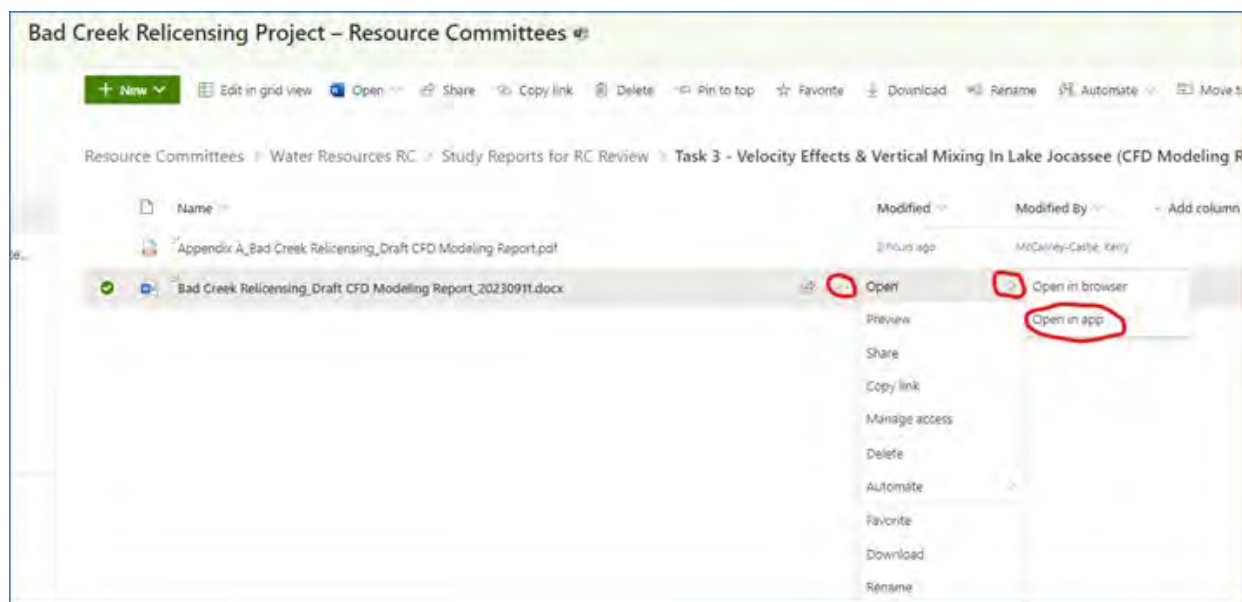 Bad Creek Relicensing Project – Resource Committees
+ New Edit in grid view Open Share Copy link Delete Pin to top Favorite Download Rename Automate Move t
Resource Committees > Water Resources RC > Study Reports for RC Review > Task 3 - Velocity Effects & Vertical Mixing In Lake Jocassee (CFD Modeling R
Name Modified Modified By Add column
Appendix A_Bad Creek Relicensing_Draft CFD Modeling Report.pdf 2 hours ago McCarney-Castle, Kerry
Bad Creek Relicensing_Draft CFD Modeling Report_20230911.docx Open Open in browser
Preview Open in app
Share
Copy link
Manage access
Delete
Automate
Favorite
Download
Rename